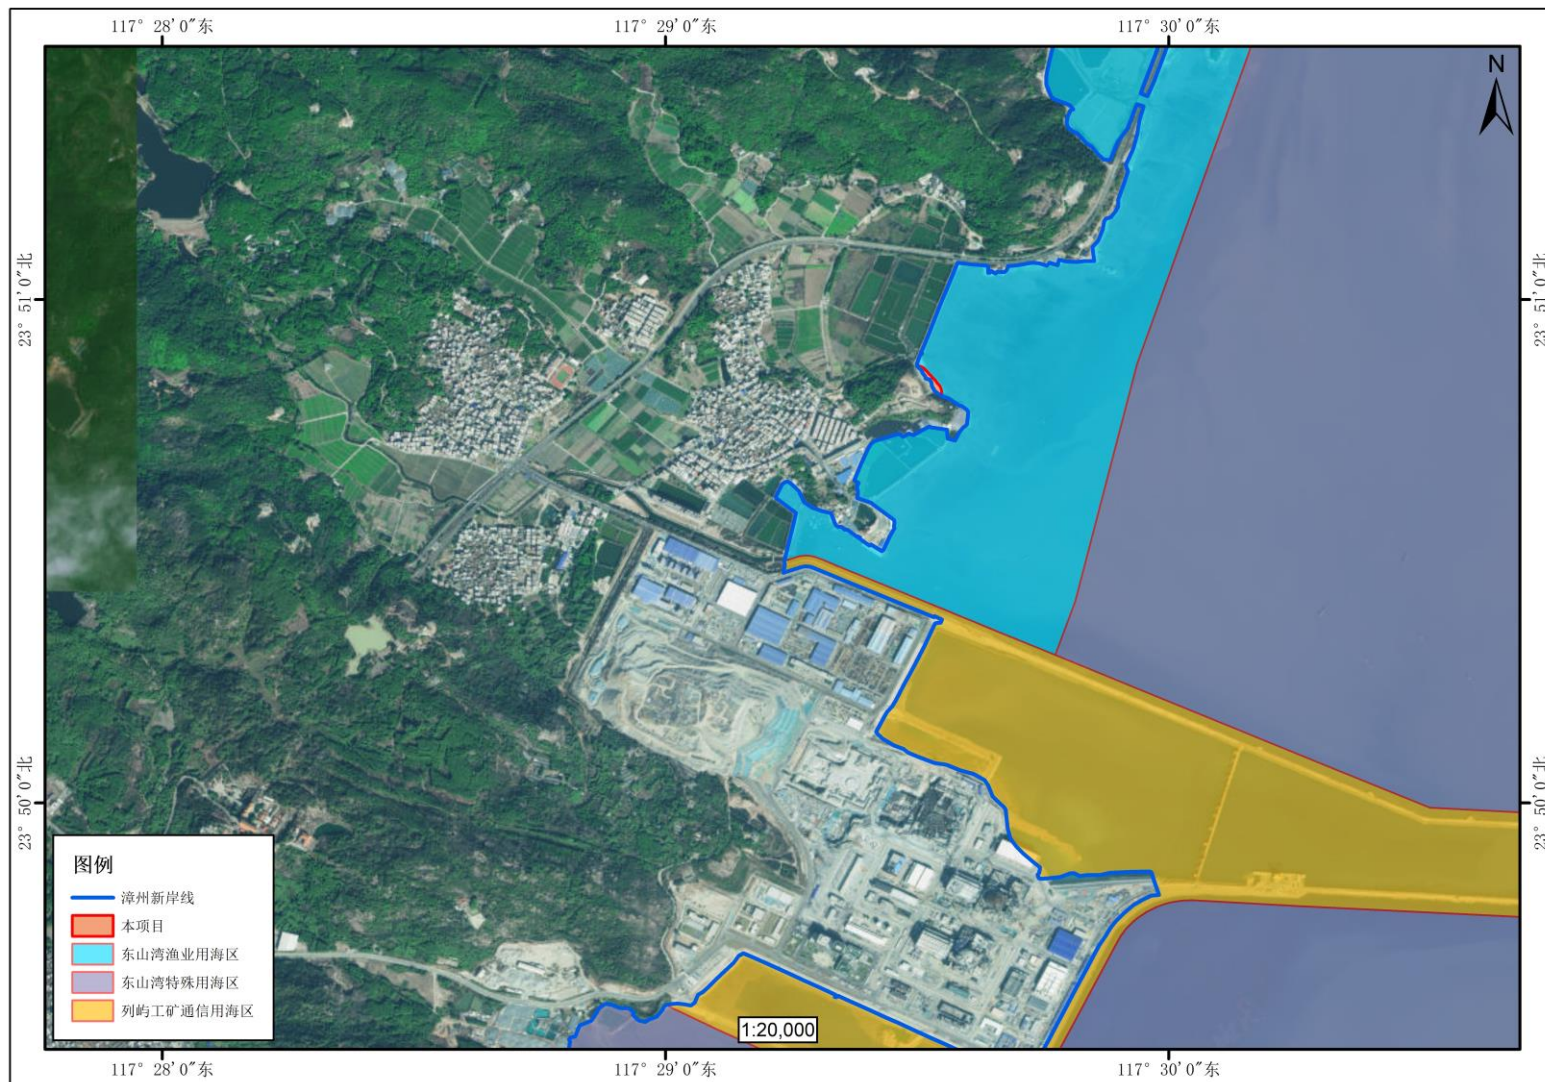 117° 28′0″东
117° 29′0″东
117° 30′0″东
N
23° 51′0″北
23° 51′0″北
23° 50′0″北
23° 50′0″北
图例
漳州新岸线
本项目
东山湾渔业用海区
东山湾特殊用海区
列屿工矿通信用海区
1:20,000
117° 28′0″东
117° 29′0″东
117° 30′0″东